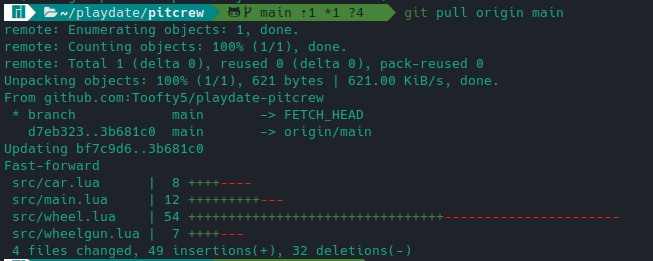 ~/playdate/pitcrew main ⇡1 *1 ?4 git pull origin main
remote: Enumerating objects: 1, done.
remote: Counting objects: 100% (1/1), done.
remote: Total 1 (delta 0), reused 0 (delta 0), pack-reused 0
Unpacking objects: 100% (1/1), 621 bytes | 621.00 KiB/s, done.
From github.com:Toofty5/playdate-pitcrew
 * branch            main       -> FETCH_HEAD
   d7eb323..3b681c0  main       -> origin/main
Updating bf7c9d6..3b681c0
Fast-forward
 src/car.lua      |  8 ++++----
 src/main.lua     | 12 +++++++++---
 src/wheel.lua    | 54 ++++++++++++++++++++++++++++++++----------------------
 src/wheelgun.lua |  7 ++++---
 4 files changed, 49 insertions(+), 32 deletions(-)